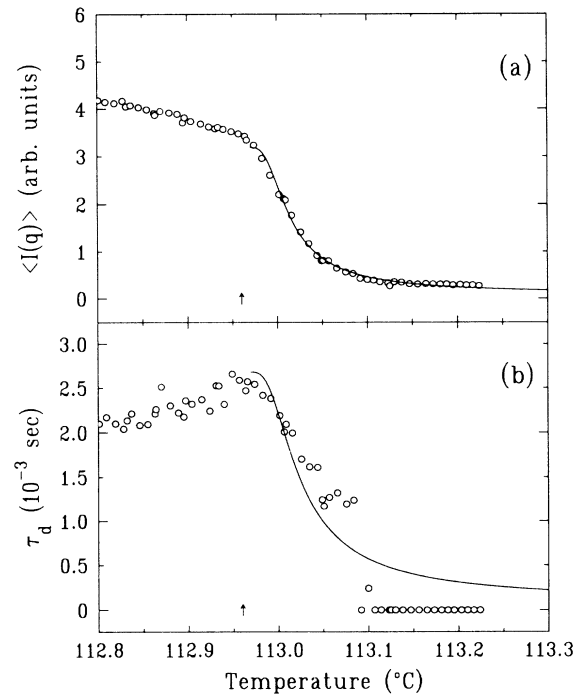 6
5
4
3
2
1
0
<I(q)> (arb. units)
(a)
3.0
2.5
2.0
1.5
1.0
0.5
0
τd (10⁻³ sec)
(b)
112.8 112.9 113.0 113.1 113.2 113.3
Temperature (°C)